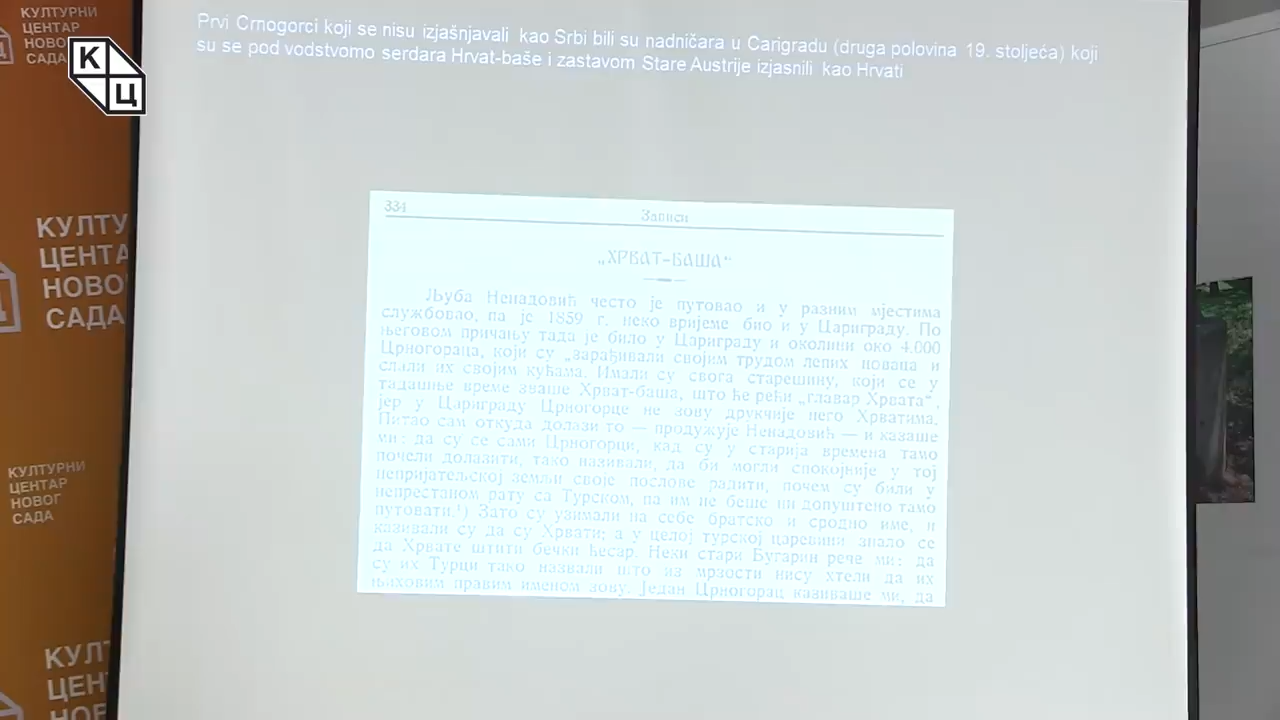 КУЛТУРНИ
ЦЕНТАР
НОВО
САДА
КЦ
Prvi Crnogorci koji se nisu izjašnjavali kao Srbi bili su nadničara u Carigradu (druga polovina 19. stoljeća) koji
su se pod vodstvomo serdara Hrvat-baše i zastavom Stare Austrije izjasnili kao Hrvati
334
Записи
„ХРВАТ-БАША“
Љуба Ненадовић често је путовао и у разним мјестима
службовао, па је 1859 г. неко вријеме био и у Цариграду. По
његовом причању тада је било у Цариграду и околини око 4.000
Црногораца, који су „зарађивали својим трудом лепих новаца и
слали их својим кућама. Имали су свога старешину, који се у
тадашње време зваше Хрват-баша, што ће рећи „главар Хрвата“,
јер у Цариграду Црногорце не зову друкчије него Хрватима.
Питао сам откуда долази то — продужује Ненадовић — и казаше
ми: да су се сами Црногорци, кад су у старија времена тамо
почели долазити, тако називали, да би могли спокојније у тој
непријатељској земљи своје послове радити, почем су били у
непрестаном рату са Турском, па им не беше ни допуштено тамо
путовати.¹) Зато су узимали на себе братско и сродно име, и
казивали су да су Хрвати; а у целој турској царевини знало се
да Хрвате штити бечки ћесар. Неки стари Бугарин рече ми: да
су их Турци тако назвали што из мрзости нису хтели да их
њиховим правим именом зову. Један Црногорац казиваше ми, да
КУЛТУ
ЦЕНТА
НОВО
САДА
КУЛТУРНИ
ЦЕНТАР
НОВОГ
САДА
КУЛТ
ЦЕН
НОВ